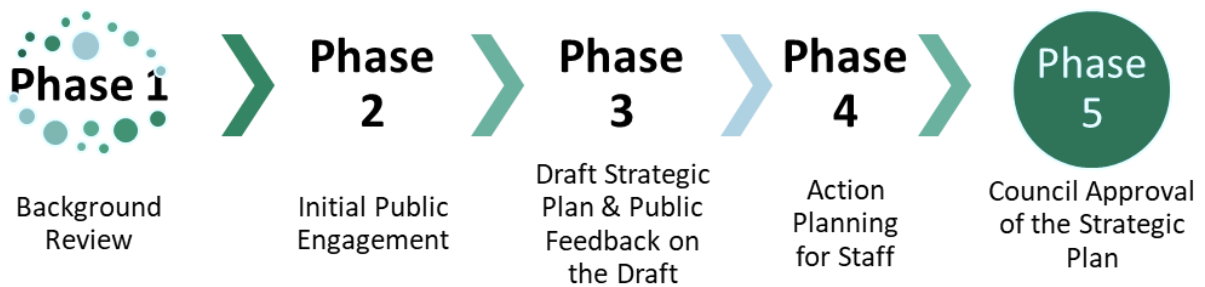 Phase 1
Background
Review
Phase
2
Initial Public
Engagement
Phase
3
Draft Strategic
Plan & Public
Feedback on
the Draft
Phase
4
Action
Planning
for Staff
Phase
5
Council Approval
of the Strategic
Plan